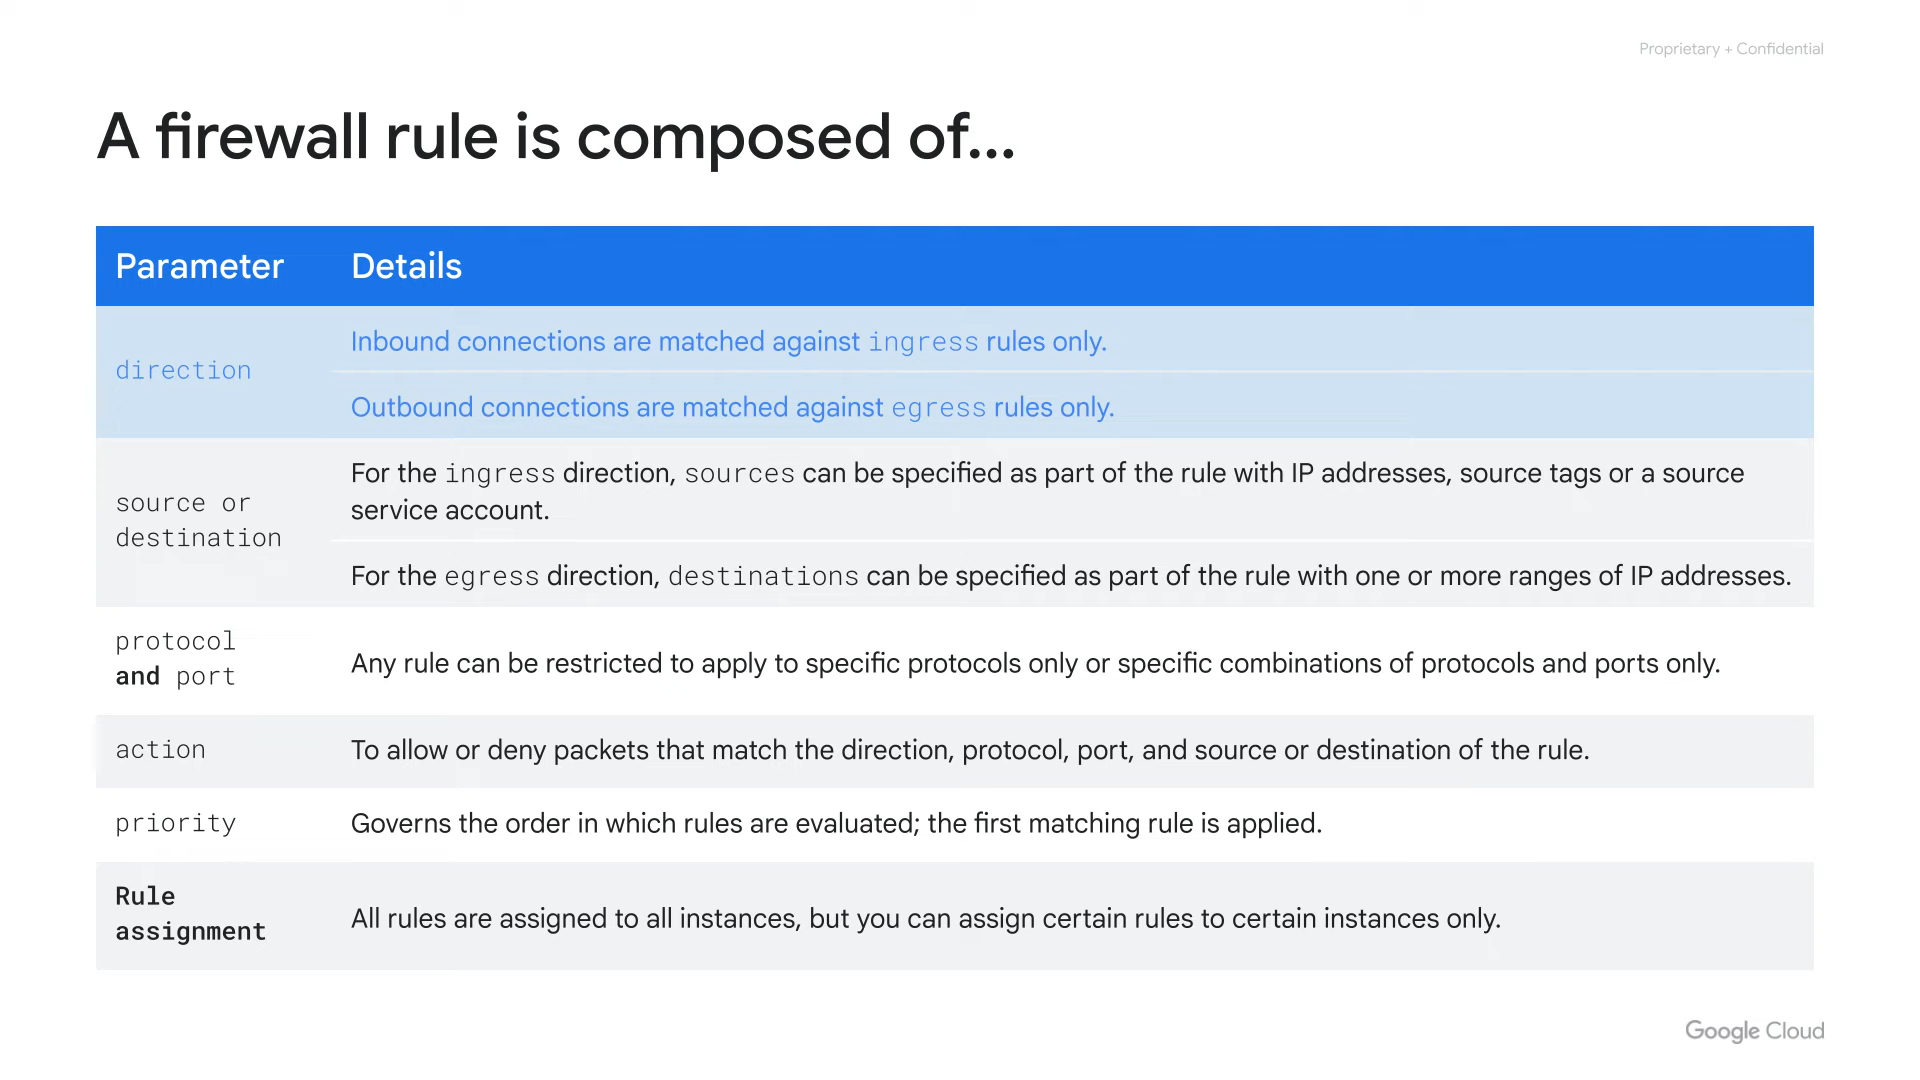 Proprietary + Confidential
A firewall rule is composed of...
Parameter
Details
direction
Inbound connections are matched against ingress rules only.
Outbound connections are matched against egress rules only.
source or
destination
For the ingress direction, sources can be specified as part of the rule with IP addresses, source tags or a source
service account.
For the egress direction, destinations can be specified as part of the rule with one or more ranges of IP addresses.
protocol
and port
Any rule can be restricted to apply to specific protocols only or specific combinations of protocols and ports only.
action
To allow or deny packets that match the direction, protocol, port, and source or destination of the rule.
priority
Governs the order in which rules are evaluated; the first matching rule is applied.
Rule
assignment
All rules are assigned to all instances, but you can assign certain rules to certain instances only.
Google Cloud